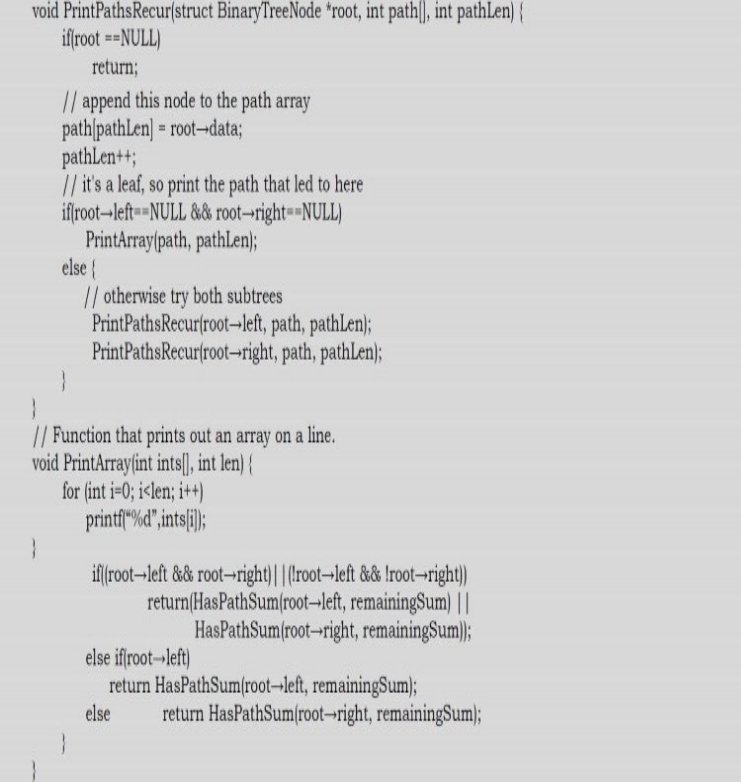 void PrintPathsRecur(struct BinaryTreeNode *root, int path[], int pathLen) {
if(root ==NULL)
return;
// append this node to the path array
path[pathLen] = root→data;
pathLen++;
// it's a leaf, so print the path that led to here
if(root→left==NULL && root→right==NULL)
PrintArray(path, pathLen);
else {
// otherwise try both subtrees
PrintPathsRecur(root→left, path, pathLen);
PrintPathsRecur(root→right, path, pathLen);
}
}
// Function that prints out an array on a line.
void PrintArray(int ints[], int len) {
for (int i=0; i<len; i++)
printf("%d",ints[i]);
}
if((root→left && root→right)||(!root→left && !root→right))
return(HasPathSum(root→left, remainingSum) ||
HasPathSum(root→right, remainingSum));
else if(root→left)
return HasPathSum(root→left, remainingSum);
else return HasPathSum(root→right, remainingSum);
}
}